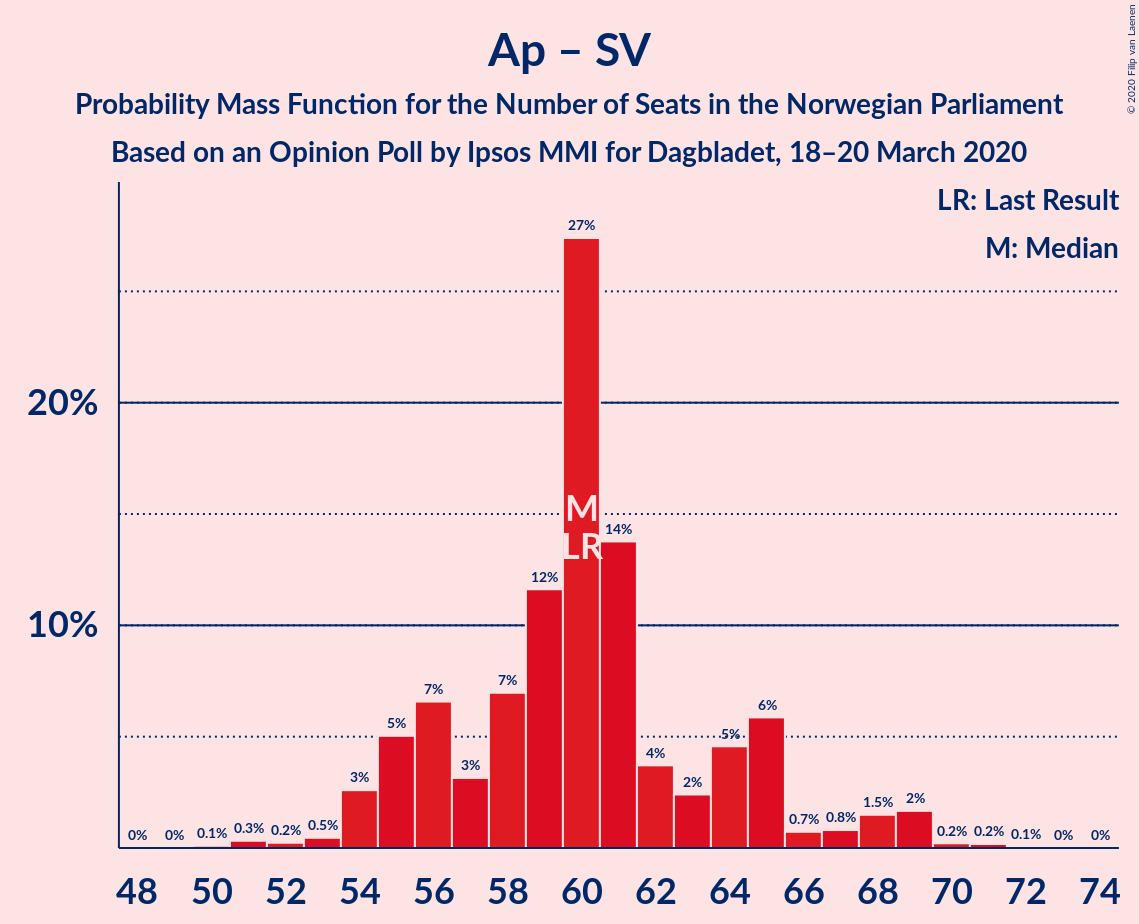 Ap – SV
Probability Mass Function for the Number of Seats in the Norwegian Parliament
Based on an Opinion Poll by Ipsos MMI for Dagbladet, 18–20 March 2020
© 2020 Filip van Laenen
LR: Last Result
M: Median
20%
10%
0% 0% 0.1% 0.3% 0.2% 0.5% 3% 5% 7% 3% 7% 12% 27% 14% 4% 2% 5% 6% 0.7% 0.8% 1.5% 2% 0.2% 0.2% 0.1% 0% 0%
M
LR
48 50 52 54 56 58 60 62 64 66 68 70 72 74